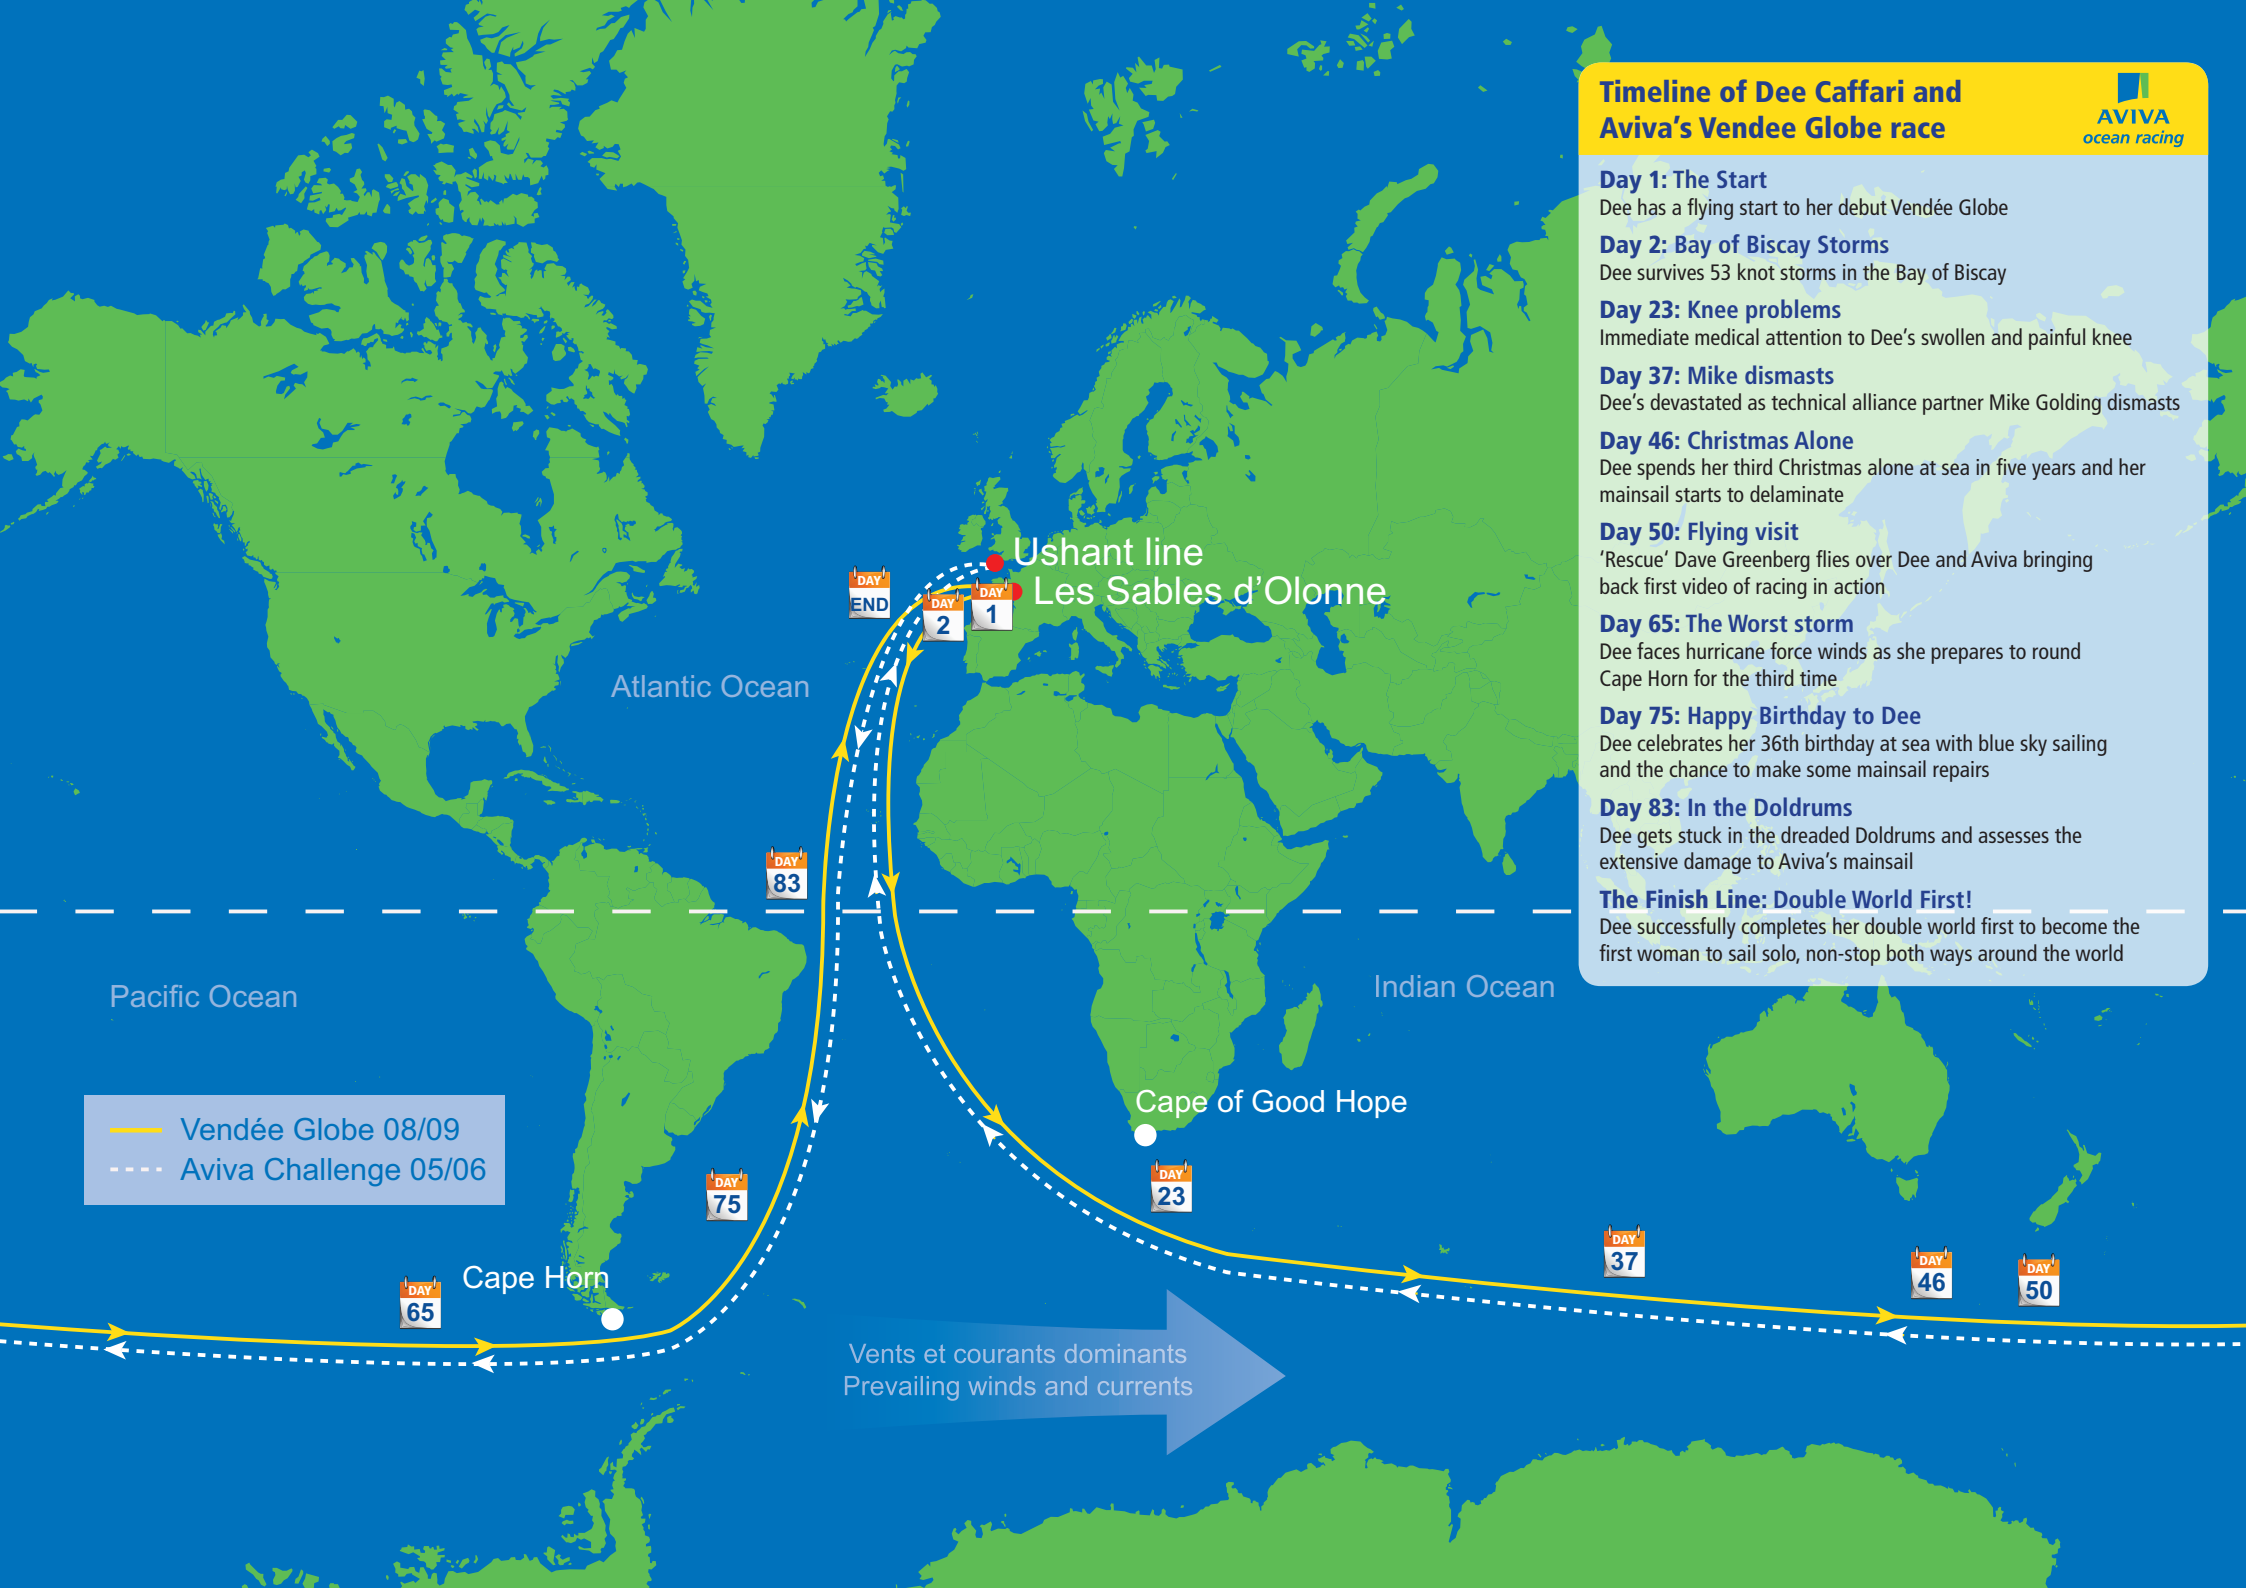 Timeline of Dee Caffari and
Aviva's Vendee Globe race
AVIVA
ocean racing
Day 1: The Start
Dee has a flying start to her debut Vendée Globe
Day 2: Bay of Biscay Storms
Dee survives 53 knot storms in the Bay of Biscay
Day 23: Knee problems
Immediate medical attention to Dee's swollen and painful knee
Day 37: Mike dismasts
Dee's devastated as technical alliance partner Mike Golding dismasts
Day 46: Christmas Alone
Dee spends her third Christmas alone at sea in five years and her
mainsail starts to delaminate
Day 50: Flying visit
'Rescue' Dave Greenberg flies over Dee and Aviva bringing
back first video of racing in action
Day 65: The Worst storm
Dee faces hurricane force winds as she prepares to round
Cape Horn for the third time
Day 75: Happy Birthday to Dee
Dee celebrates her 36th birthday at sea with blue sky sailing
and the chance to make some mainsail repairs
Day 83: In the Doldrums
Dee gets stuck in the dreaded Doldrums and assesses the
extensive damage to Aviva's mainsail
The Finish Line: Double World First!
Dee successfully completes her double world first to become the
first woman to sail solo, non-stop both ways around the world
Ushant line
Les Sables d'Olonne
DAY
END
DAY
2
DAY
1
Atlantic Ocean
DAY
83
Pacific Ocean
Indian Ocean
Cape of Good Hope
Vendée Globe 08/09
Aviva Challenge 05/06
DAY
75
DAY
23
DAY
37
DAY
46
DAY
50
Cape Horn
DAY
65
Vents et courants dominants
Prevailing winds and currents